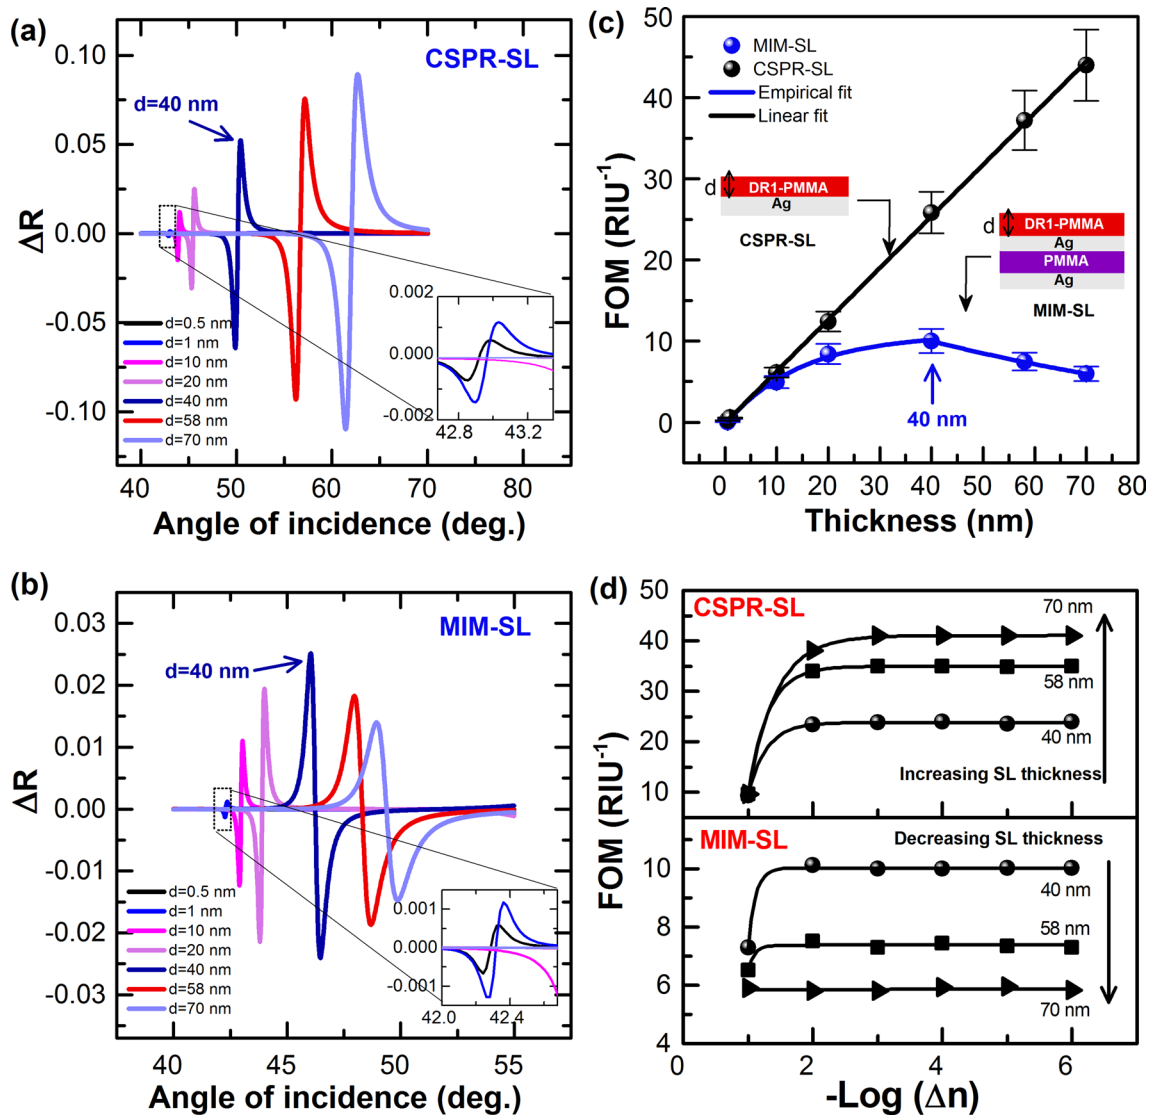 (a)
CSPR-SL
d=40 nm
ΔR
0.10
0.05
0.00
-0.05
-0.10
d=0.5 nm
d=1 nm
d=10 nm
d=20 nm
d=40 nm
d=58 nm
d=70 nm
0.002
0.000
-0.002
42.8 43.2
40 50 60 70 80
Angle of incidence (deg.)
(b)
MIM-SL
d=40 nm
ΔR
0.03
0.02
0.01
0.00
-0.01
-0.02
-0.03
d=0.5 nm
d=1 nm
d=10 nm
d=20 nm
d=40 nm
d=58 nm
d=70 nm
0.001
0.000
-0.001
42.0 42.4
40 45 50 55
Angle of incidence (deg.)
(c)
FOM (RIU⁻¹)
50
40
30
20
10
0
MIM-SL
CSPR-SL
Empirical fit
Linear fit
d
DR1-PMMA
Ag
CSPR-SL
d
DR1-PMMA
Ag
PMMA
Ag
MIM-SL
40 nm
0 10 20 30 40 50 60 70 80
Thickness (nm)
(d)
FOM (RIU⁻¹)
CSPR-SL
50
40
30
20
10
70 nm
58 nm
40 nm
Increasing SL thickness
MIM-SL
Decreasing SL thickness
10
8
6
4
40 nm
58 nm
70 nm
0 1 2 3 4 5 6
-Log (Δn)